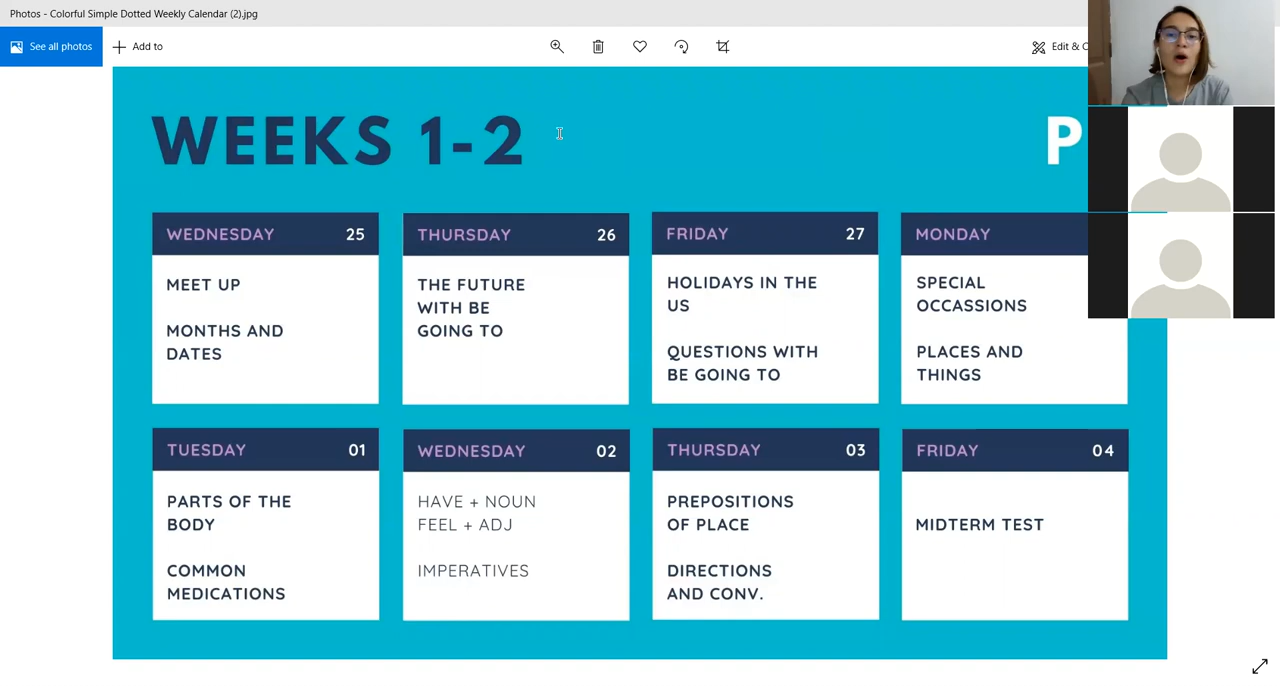 Photos - Colorful Simple Dotted Weekly Calendar (2).jpg
See all photos
Add to
Edit & C
WEEKS 1-2
P
WEDNESDAY 25
MEET UP
MONTHS AND
DATES
THURSDAY 26
THE FUTURE
WITH BE
GOING TO
FRIDAY 27
HOLIDAYS IN THE
US
QUESTIONS WITH
BE GOING TO
MONDAY
SPECIAL
OCCASSIONS
PLACES AND
THINGS
TUESDAY 01
PARTS OF THE
BODY
COMMON
MEDICATIONS
WEDNESDAY 02
HAVE + NOUN
FEEL + ADJ
IMPERATIVES
THURSDAY 03
PREPOSITIONS
OF PLACE
DIRECTIONS
AND CONV.
FRIDAY 04
MIDTERM TEST